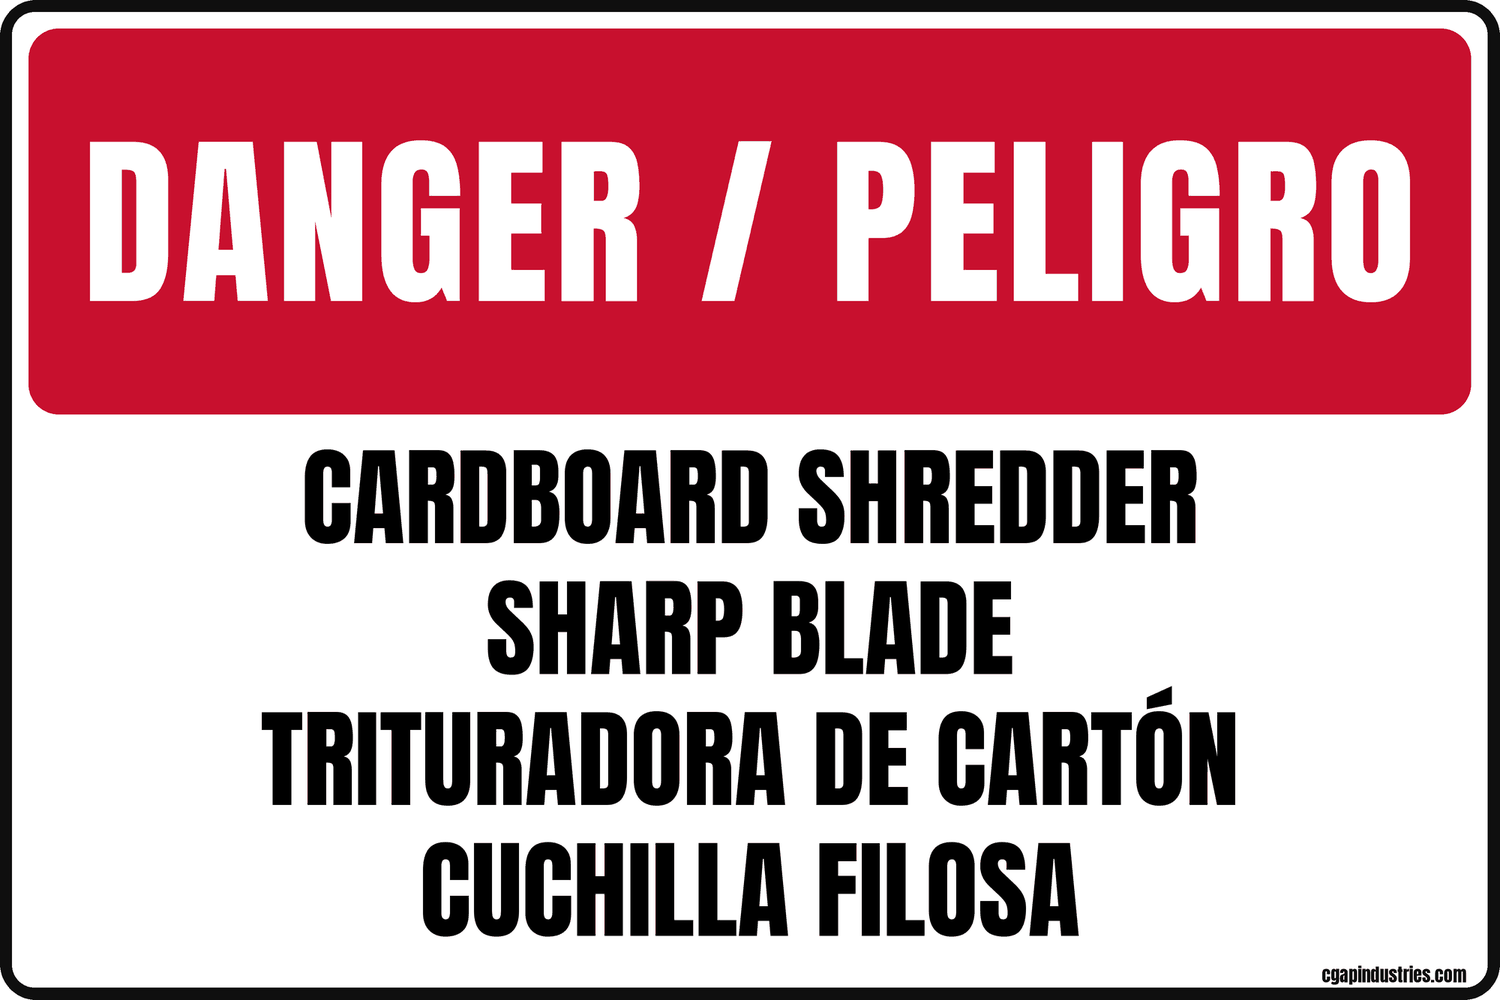 DANGER / PELIGRO
CARDBOARD SHREDDER
SHARP BLADE
TRITURADORA DE CARTÓN
CUCHILLA FILOSA
cgapindustries.com